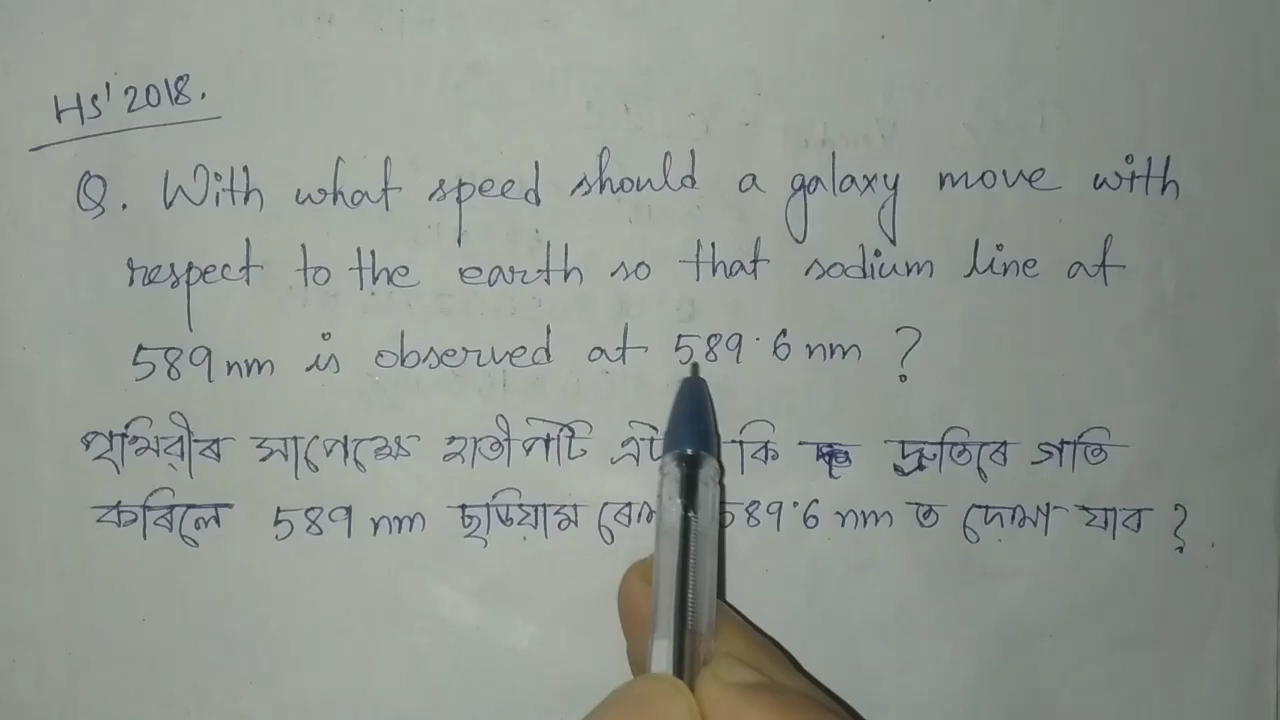 HS' 2018.
Q. With what speed should a galaxy move with
respect to the earth so that sodium line at
589 nm is observed at 589.6 nm ?
পৃথিৱীৰ সাপেক্ষে কি দ্ৰুতিৰে গতি
কৰিলে 589 nm ছডিয়াম 589.6 nm ত দেখা যাব ?